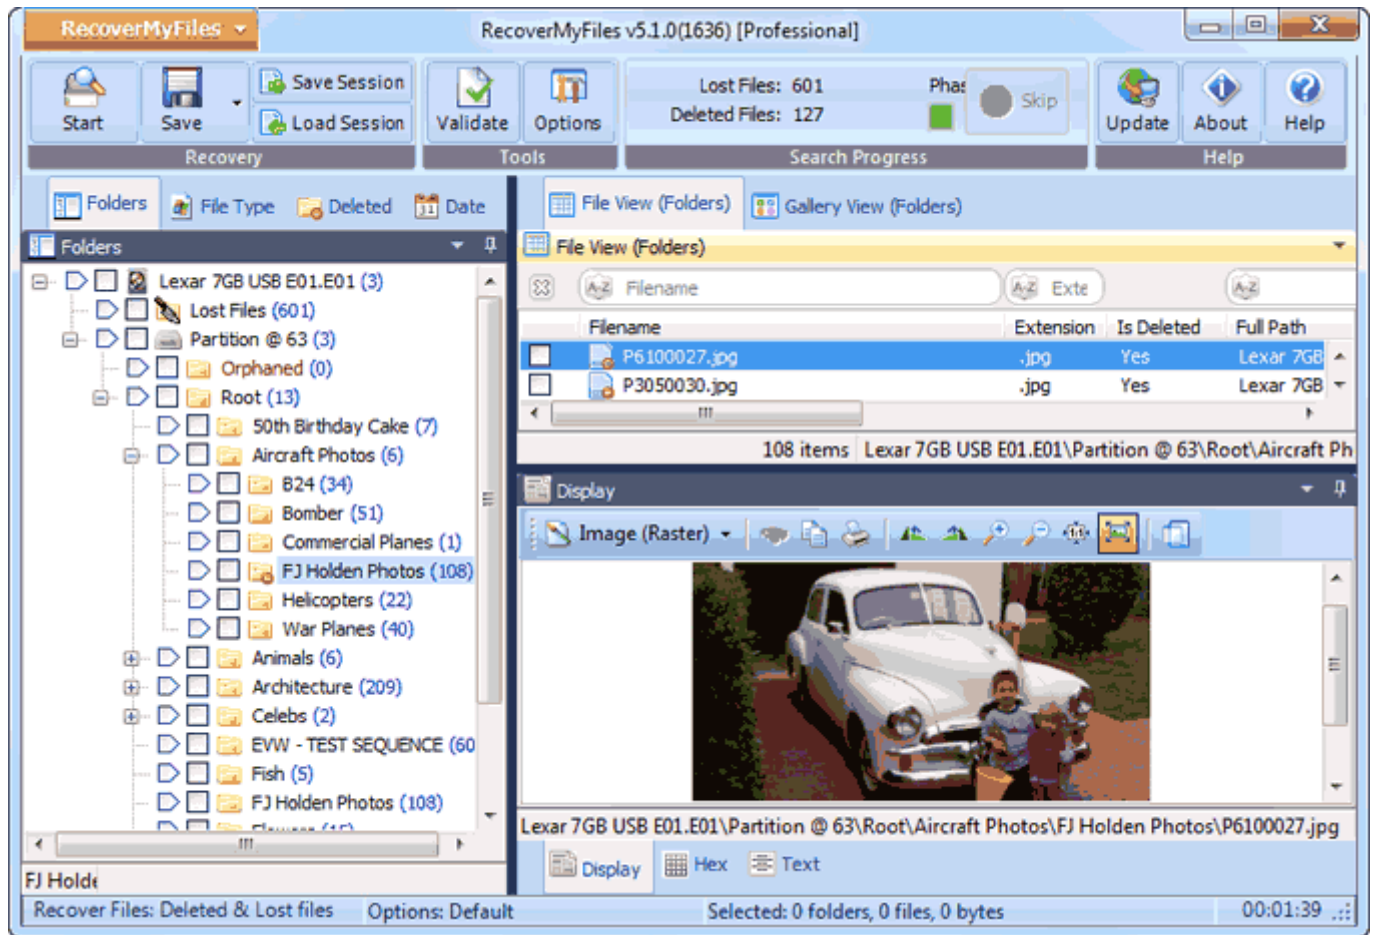 RecoverMyFiles
RecoverMyFiles v5.1.0(1636) [Professional]
Start
Save
Save Session
Load Session
Recovery
Validate
Options
Tools
Lost Files: 601
Deleted Files: 127
Phas
Skip
Search Progress
Update
About
Help
Help
Folders
File Type
Deleted
31
Date
File View (Folders)
Gallery View (Folders)
Folders
Lexar 7GB USB E01.E01 (3)
Lost Files (601)
Partition @ 63 (3)
Orphaned (0)
Root (13)
50th Birthday Cake (7)
Aircraft Photos (6)
B24 (34)
Bomber (51)
Commercial Planes (1)
FJ Holden Photos (108)
Helicopters (22)
War Planes (40)
Animals (6)
Architecture (209)
Celebs (2)
EVW - TEST SEQUENCE (60
Fish (5)
FJ Holden Photos (108)
FJ Holde
File View (Folders)
A-Z Filename A-Z Exte A-Z
Filename Extension Is Deleted Full Path
P6100027.jpg .jpg Yes Lexar 7GB
P3050030.jpg .jpg Yes Lexar 7GB
108 items Lexar 7GB USB E01.E01\Partition @ 63\Root\Aircraft Ph
Display
Image (Raster)
1:1
Lexar 7GB USB E01.E01\Partition @ 63\Root\Aircraft Photos\FJ Holden Photos\P6100027.jpg
Display Hex Text
Recover Files: Deleted & Lost files Options: Default Selected: 0 folders, 0 files, 0 bytes 00:01:39